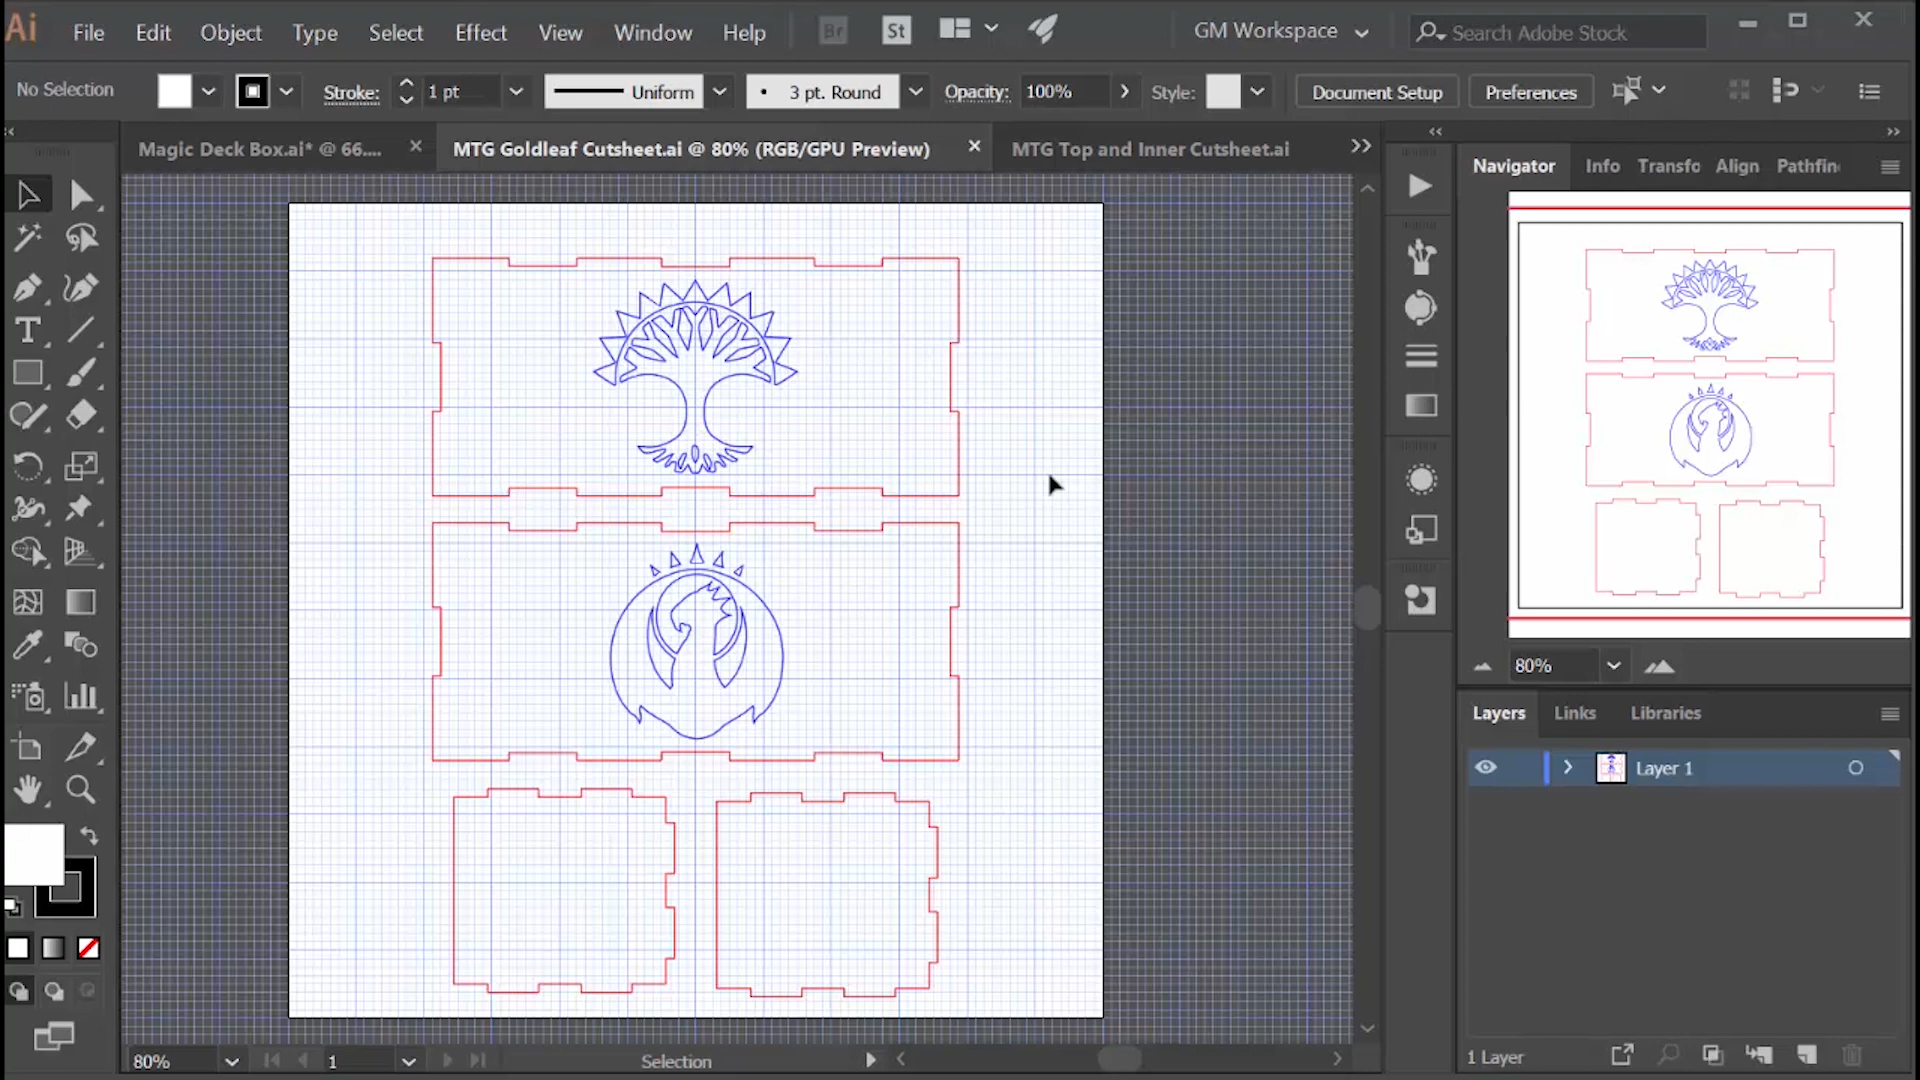 Ai File Edit Object Type Select Effect View Window Help Br St GM Workspace Search Adobe Stock
No Selection Stroke: 1 pt Uniform 3 pt. Round Opacity: 100% Style: Document Setup Preferences
Magic Deck Box.ai* @ 66.... MTG Goldleaf Cutsheet.ai @ 80% (RGB/GPU Preview) MTG Top and Inner Cutsheet.ai
Navigator Info Transfo Align Pathfin
80%
Layers Links Libraries
Layer 1
1 Layer
80% 1 Selection